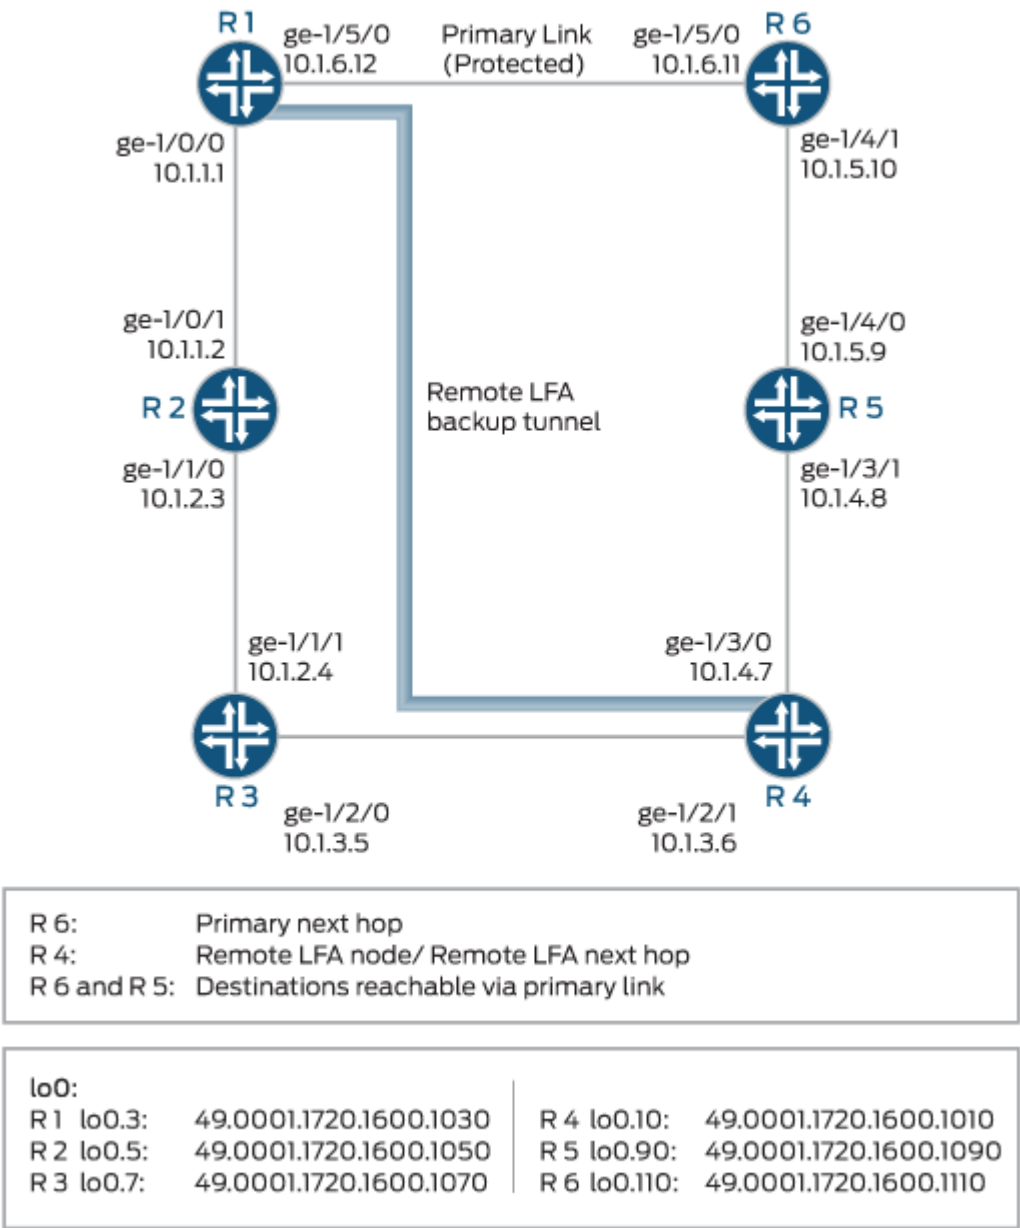 R 1
ge-1/5/0
10.1.6.12
Primary Link
(Protected)
ge-1/5/0
10.1.6.11
R 6
ge-1/0/0
10.1.1.1
ge-1/4/1
10.1.5.10
ge-1/0/1
10.1.1.2
ge-1/4/0
10.1.5.9
R 2
Remote LFA
backup tunnel
R 5
ge-1/1/0
10.1.2.3
ge-1/3/1
10.1.4.8
ge-1/1/1
10.1.2.4
ge-1/3/0
10.1.4.7
R 3
ge-1/2/0
10.1.3.5
ge-1/2/1
10.1.3.6
R 4
R 6: Primary next hop
R 4: Remote LFA node/ Remote LFA next hop
R 6 and R 5: Destinations reachable via primary link
lo0:
R 1 lo0.3: 49.0001.1720.1600.1030
R 2 lo0.5: 49.0001.1720.1600.1050
R 3 lo0.7: 49.0001.1720.1600.1070
R 4 lo0.10: 49.0001.1720.1600.1010
R 5 lo0.90: 49.0001.1720.1600.1090
R 6 lo0.110: 49.0001.1720.1600.1110